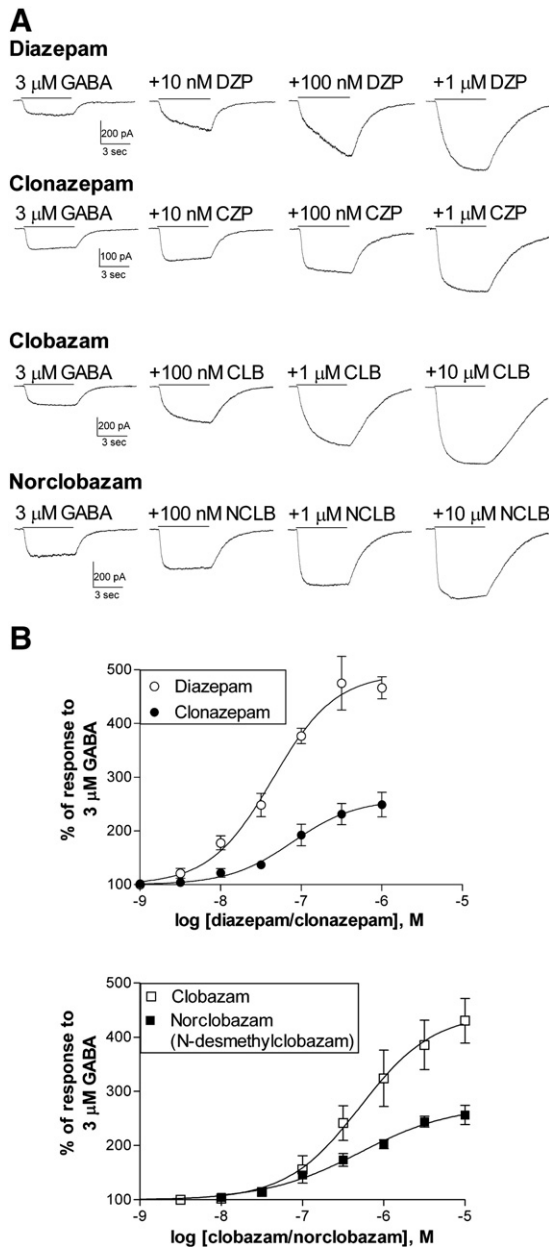 A
Diazepam
3 μM GABA +10 nM DZP +100 nM DZP +1 μM DZP
200 pA
3 sec
Clonazepam
3 μM GABA +10 nM CZP +100 nM CZP +1 μM CZP
100 pA
3 sec
Clobazam
3 μM GABA +100 nM CLB +1 μM CLB +10 μM CLB
200 pA
3 sec
Norclobazam
3 μM GABA +100 nM NCLB +1 μM NCLB +10 μM NCLB
200 pA
3 sec
B
% of response to
3 μM GABA
500
400
300
200
100
Diazepam
Clonazepam
-9 -8 -7 -6 -5
log [diazepam/clonazepam], M
% of response to
3 μM GABA
500
400
300
200
100
Clobazam
Norclobazam
(N-desmethylclobazam)
-9 -8 -7 -6 -5
log [clobazam/norclobazam], M